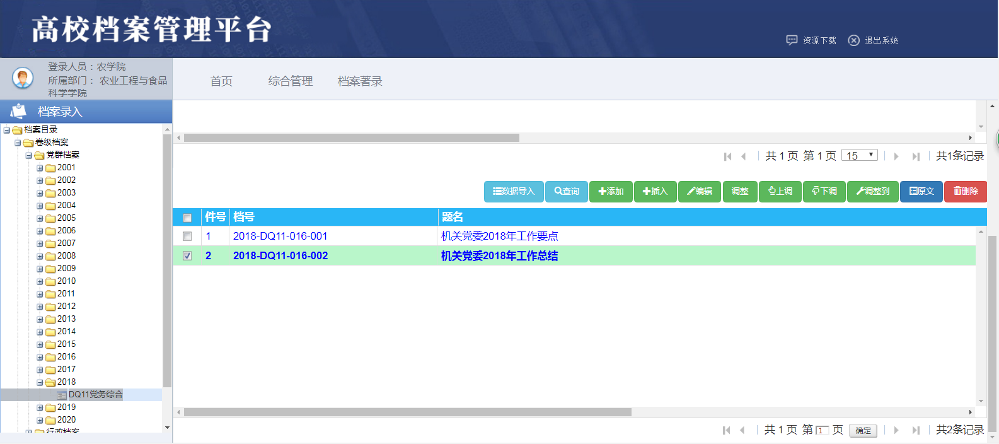 高校档案管理平台
资源下载 退出系统
登录人员：农学院
所属部门： 农业工程与食品
科学学院
首页 综合管理 档案著录
档案录入
档案目录
卷级档案
党群档案
2001
2002
2003
2004
2005
2006
2007
2008
2009
2010
2011
2012
2013
2014
2015
2016
2017
2018
DQ11党务综合
2019
2020
行政档案
共 1 页 第 1 页 15 共1条记录
数据导入 查询 添加 插入 编辑 调整 上调 下调 调整到 原文 删除
件号 档号 题名
1 2018-DQ11-016-001 机关党委2018年工作要点
2 2018-DQ11-016-002 机关党委2018年工作总结
共 1 页 第 1 页 确定 共2条记录